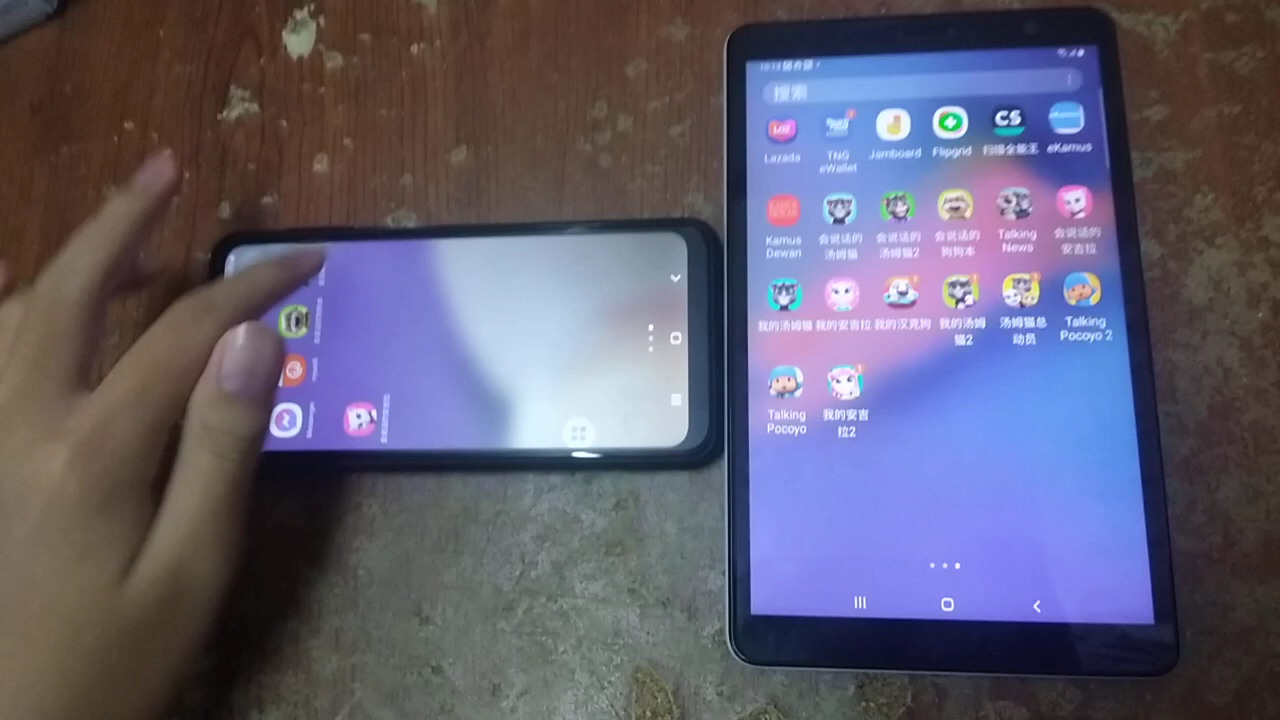 搜索
Lazada
TNG
eWallet
Jamboard
Flipgrid
CS
扫描全能王
eKamus
Kamus
Dewan
会说话的
汤姆猫
会说话的
汤姆猫2
会说话的
狗狗本
Talking
News
会说话的
安吉拉
我的汤姆猫
我的安吉拉
我的汉克狗
我的汤姆
猫2
汤姆猫总
动员
Talking
Pocoyo 2
Talking
Pocoyo
我的安吉
拉2